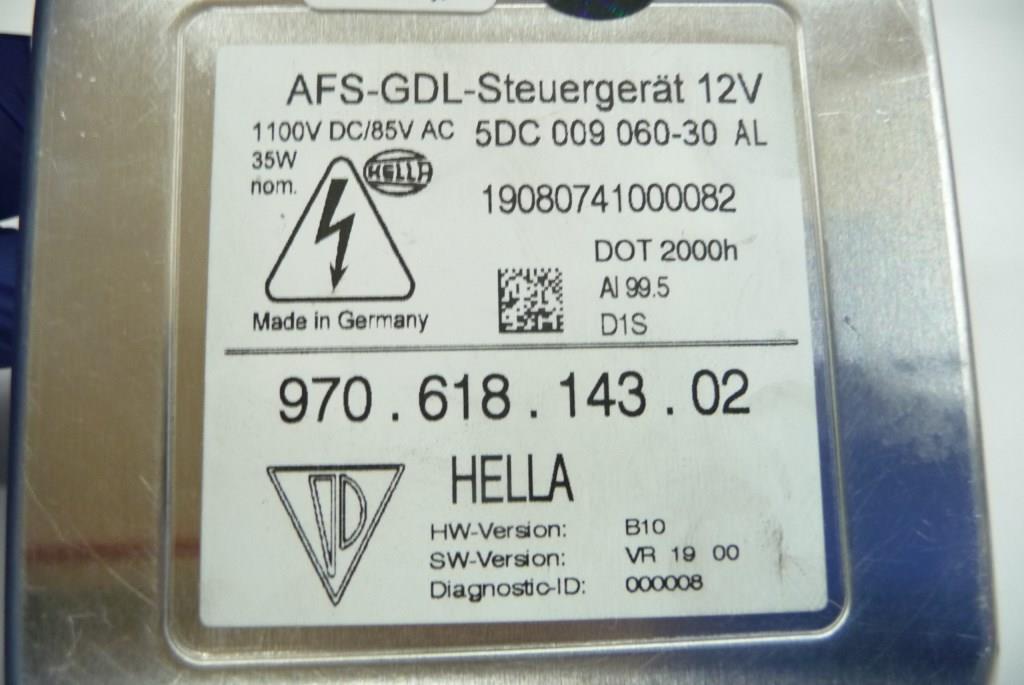 AFS-GDL-Steuergerät 12V
1100V DC/85V AC 5DC 009 060-30 AL
35W
nom.
HELLA
19080741000082
DOT 2000h
Al 99.5
D1S
Made in Germany
970.618.143.02
HELLA
HW-Version: B10
SW-Version: VR 19 00
Diagnostic-ID: 000008